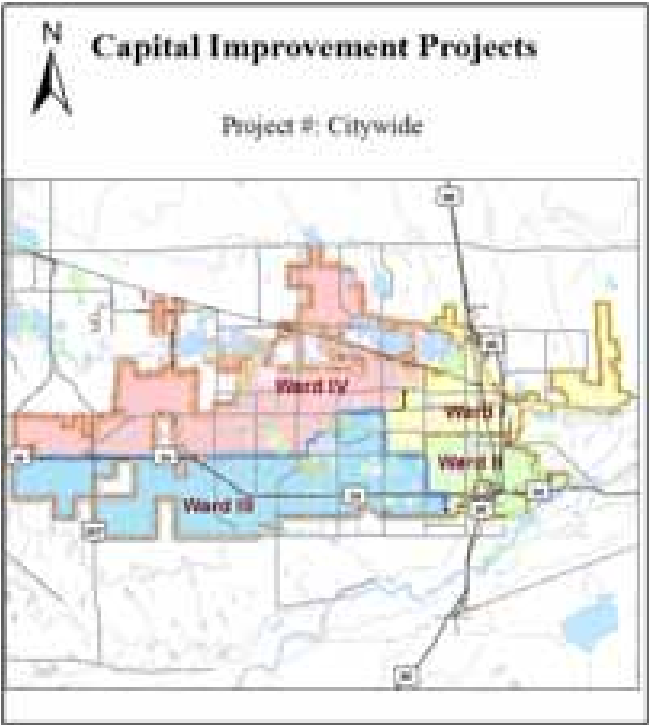 N
Capital Improvement Projects
Project #: Citywide
Ward IV
Ward I
Ward II
Ward III